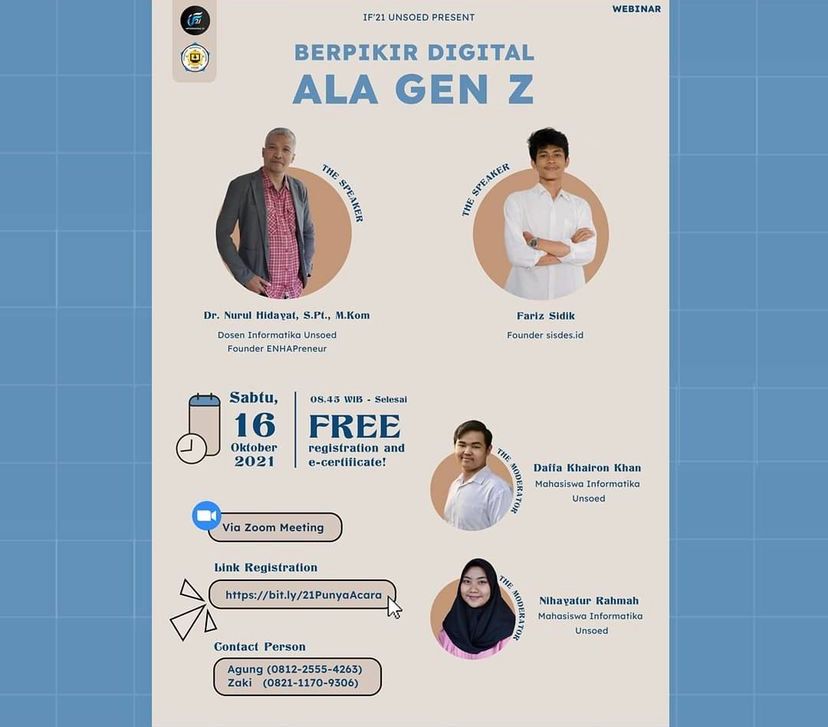 IF'21 UNSOED PRESENT
WEBINAR
BERPIKIR DIGITAL
ALA GEN Z
THE SPEAKER
THE SPEAKER
Dr. Nurul Hidayat, S.Pt., M.Kom
Dosen Informatika Unsoed
Founder ENHAPreneur
Fariz Sidik
Founder sisdes.id
Sabtu,
16
Oktober
2021
08.45 WIB - Selesai
FREE
registration and
e-certificate!
THE MODERATOR
Daffa Khairon Khan
Mahasiswa Informatika
Unsoed
Via Zoom Meeting
Link Registration
https://bit.ly/21PunyaAcara
THE MODERATOR
Nihayatur Rahmah
Mahasiswa Informatika
Unsoed
Contact Person
Agung (0812-2555-4263)
Zaki (0821-1170-9306)